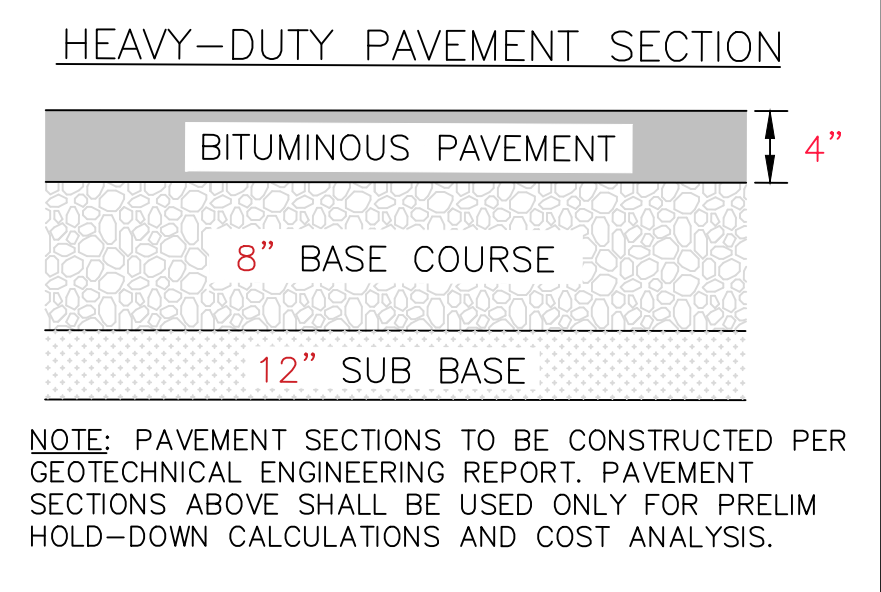 HEAVY-DUTY PAVEMENT SECTION
BITUMINOUS PAVEMENT
4"
8" BASE COURSE
12" SUB BASE
NOTE: PAVEMENT SECTIONS TO BE CONSTRUCTED PER
GEOTECHNICAL ENGINEERING REPORT. PAVEMENT
SECTIONS ABOVE SHALL BE USED ONLY FOR PRELIM
HOLD-DOWN CALCULATIONS AND COST ANALYSIS.